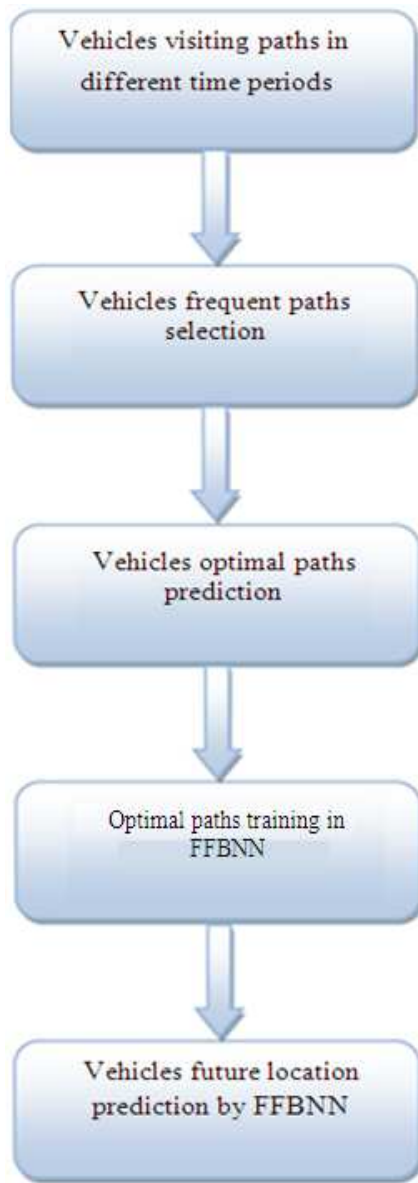 Vehicles visiting paths in
different time periods
Vehicles frequent paths
selection
Vehicles optimal paths
prediction
Optimal paths training in
FFBNN
Vehicles future location
prediction by FFBNN